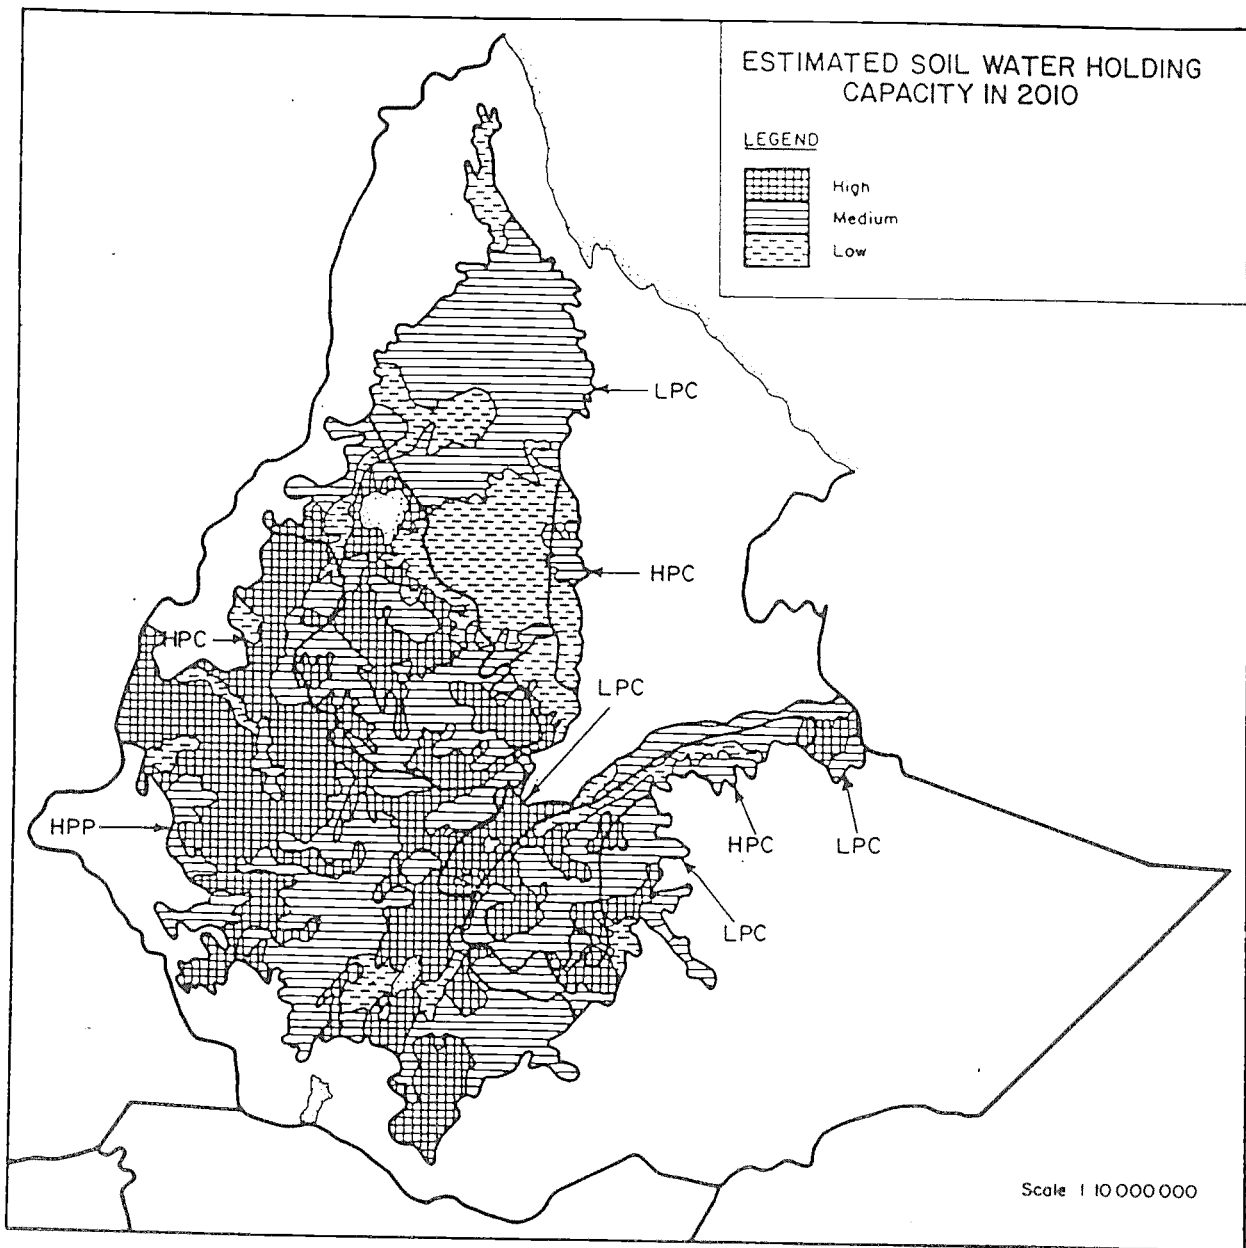 ESTIMATED SOIL WATER HOLDING
CAPACITY IN 2010
LEGEND
High
Medium
Low
LPC
HPC
HPC
LPC
HPP
HPC
LPC
LPC
Scale 1 10 000 000